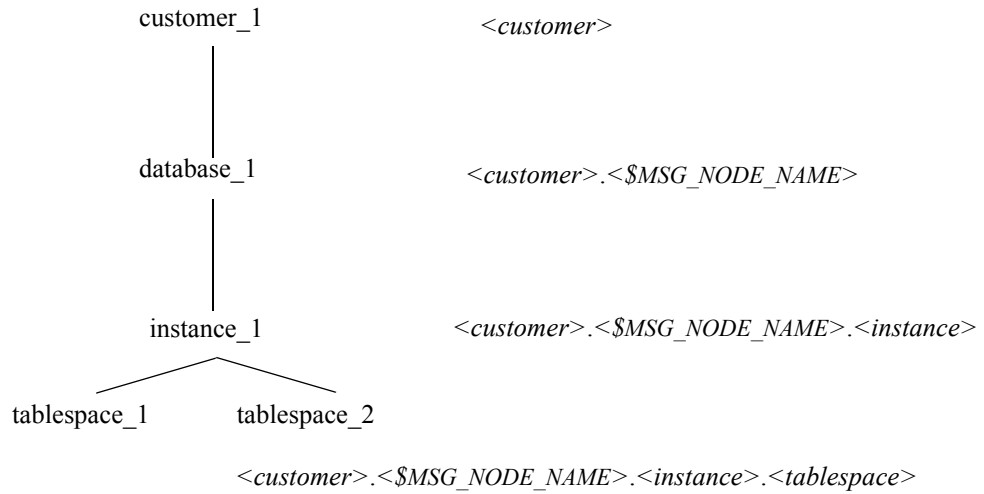 customer_1 <customer>
database_1 <customer>.<$MSG_NODE_NAME>
instance_1 <customer>.<$MSG_NODE_NAME>.<instance>
tablespace_1 tablespace_2
<customer>.<$MSG_NODE_NAME>.<instance>.<tablespace>